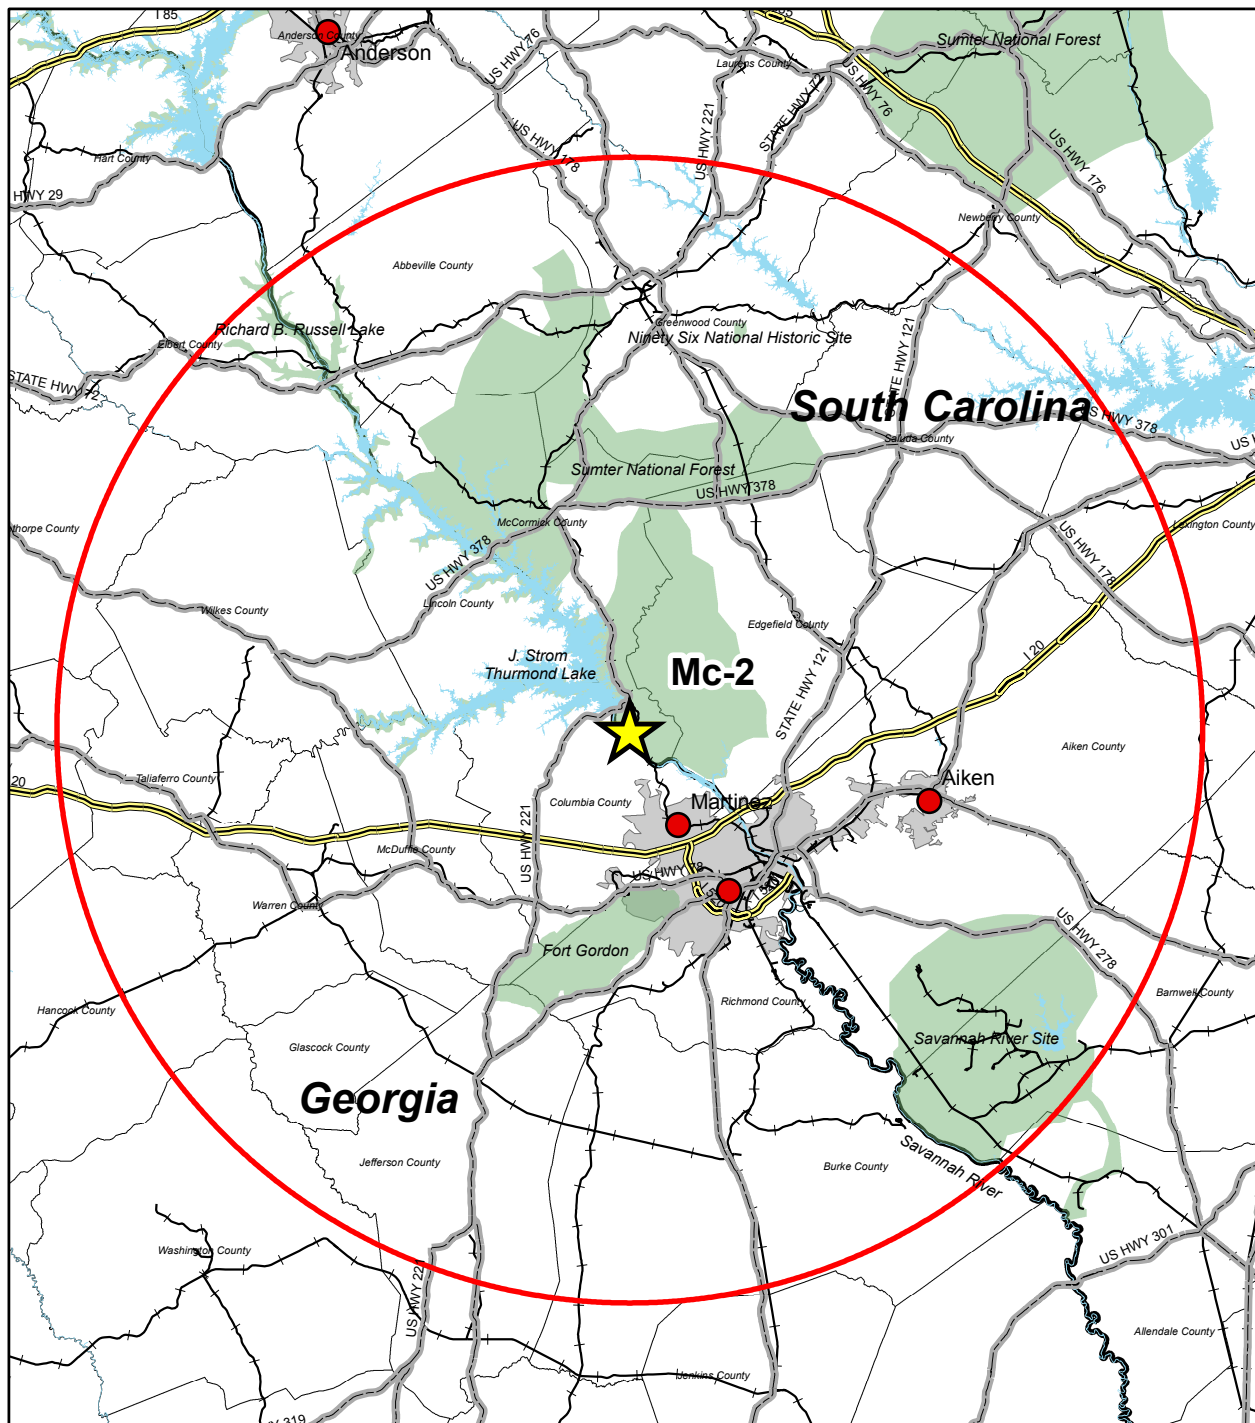 I 85
Anderson County
Anderson
US HWY 76
Laurens County
Sumter National Forest
US HWY 76
STATE HWY 72
US HWY 221
US HWY 178
US HWY 176
Hart County
HWY 29
Newberry County
Abbeville County
Richard B. Russell Lake
Elbert County
Greenwood County
Ninety Six National Historic Site
STATE HWY 121
STATE HWY 72
South Carolina
US HWY 378
US
Saluda County
Sumter National Forest
US HWY 378
McCormick County
Lexington County
thorpe County
US HWY 378
US HWY 178
Lincoln County
Wilkes County
Edgefield County
J. Strom
Thurmond Lake
Mc-2
I 20
STATE HWY 121
Aiken County
Taliaferro County
20
Columbia County
Martinez
Aiken
US HWY 221
McDuffie County
US HWY 78
Warren County
US HWY 278
Fort Gordon
Barnwell County
Richmond County
Hancock County
Glascock County
Savannah River Site
Georgia
Jefferson County
Burke County
Savannah River
Washington County
US HWY 221
US HWY 301
Allendale County
Jenkins County
HWY 319